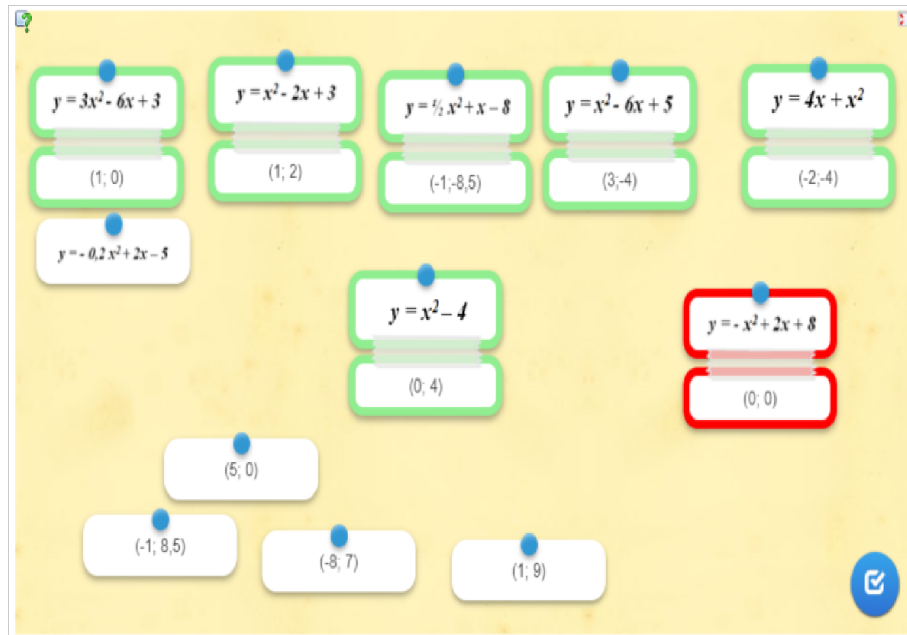 y = 3x² - 6x + 3
y = x² - 2x + 3
y = ½ x² + x – 8
y = x² - 6x + 5
y = 4x + x²
(1; 0)
(1; 2)
(-1;-8,5)
(3;-4)
(-2;-4)
y = - 0,2 x² + 2x – 5
y = x² – 4
y = - x² + 2x + 8
(0; 4)
(0; 0)
(5; 0)
(-1; 8,5)
(-8; 7)
(1; 9)